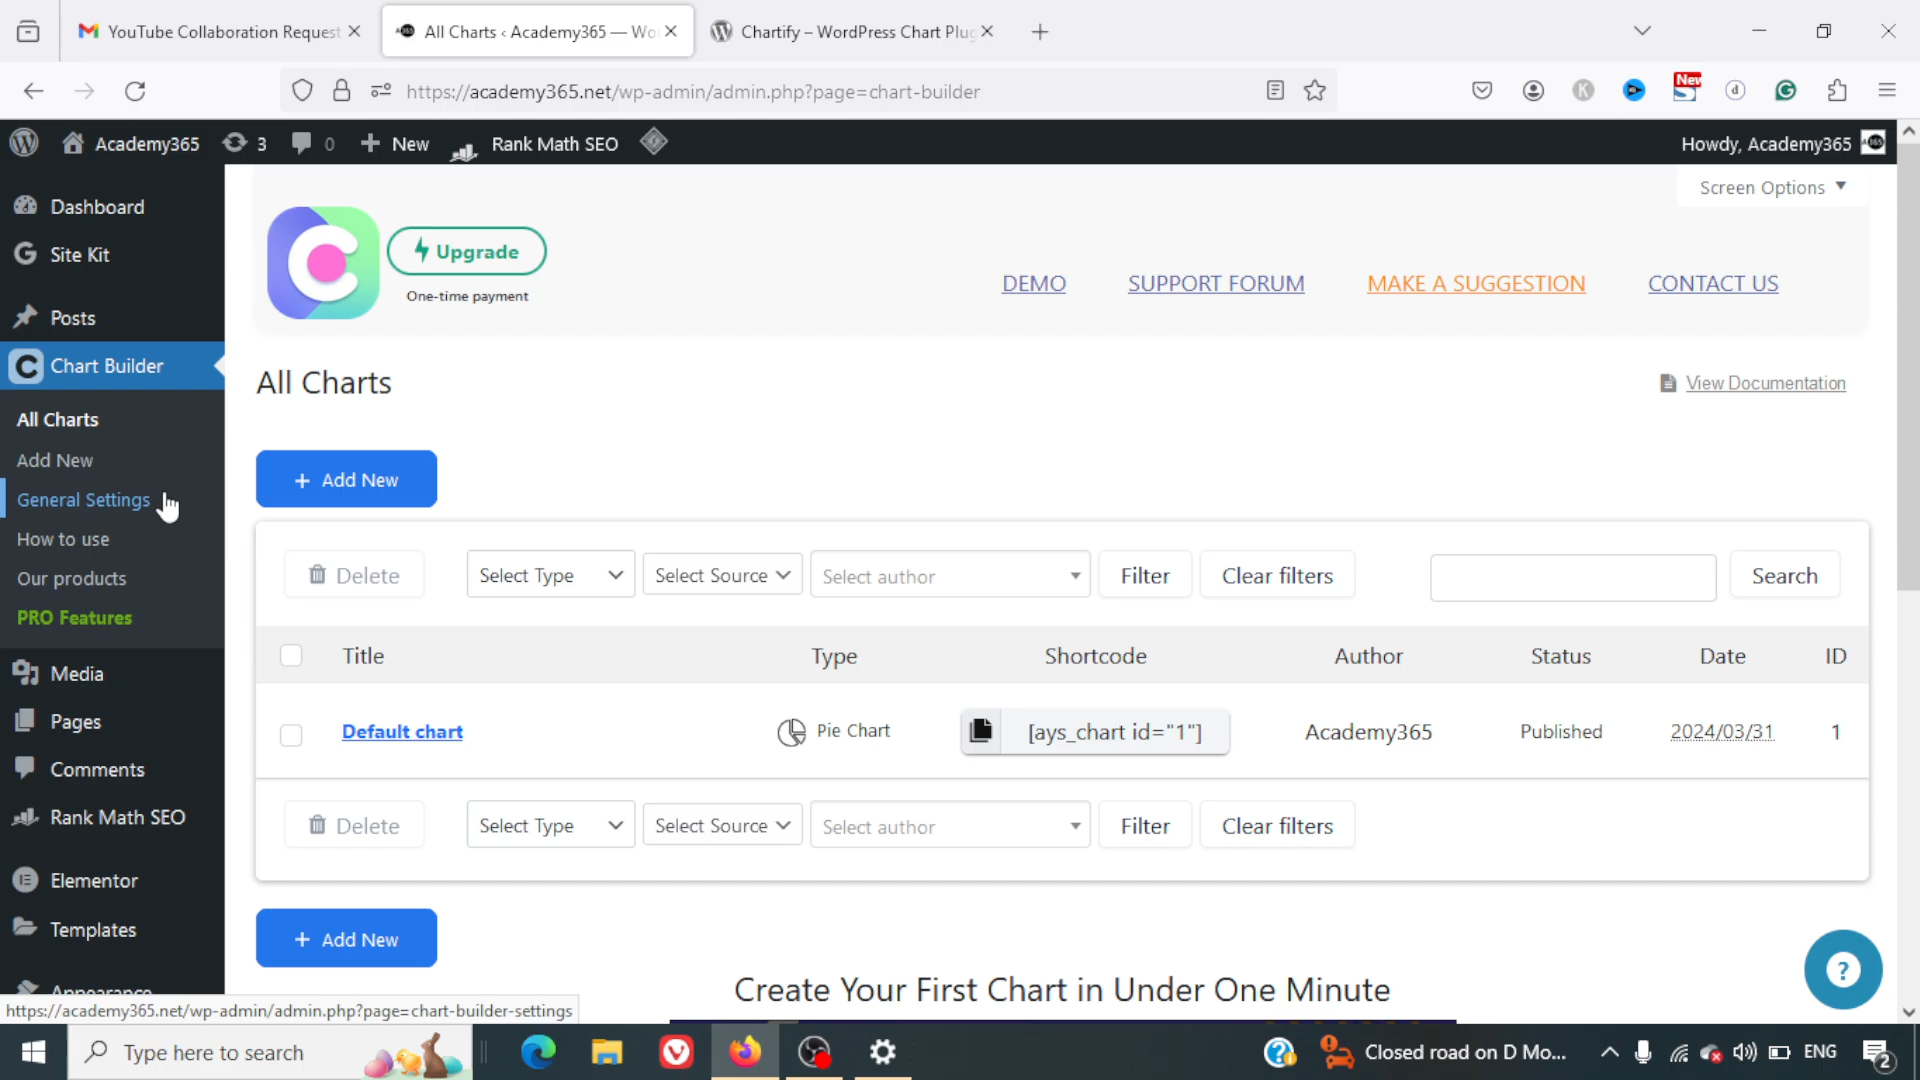 YouTube Collaboration Request
All Charts ‹ Academy365 — Wo
Chartify – WordPress Chart Plug
https://academy365.net/wp-admin/admin.php?page=chart-builder
New
Academy365
3
0
New
Rank Math SEO
Howdy, Academy365
Screen Options
Dashboard
Site Kit
Posts
Chart Builder
All Charts
Add New
General Settings
How to use
Our products
PRO Features
Media
Pages
Comments
Rank Math SEO
Elementor
Templates
Appearance
Upgrade
One-time payment
DEMO
SUPPORT FORUM
MAKE A SUGGESTION
CONTACT US
All Charts
View Documentation
+ Add New
Delete
Select Type
Select Source
Select author
Filter
Clear filters
Search
Title
Type
Shortcode
Author
Status
Date
ID
Default chart
Pie Chart
[ays_chart id="1"]
Academy365
Published
2024/03/31
1
Delete
Select Type
Select Source
Select author
Filter
Clear filters
+ Add New
Create Your First Chart in Under One Minute
https://academy365.net/wp-admin/admin.php?page=chart-builder-settings
Type here to search
Closed road on D Mo...
ENG
2